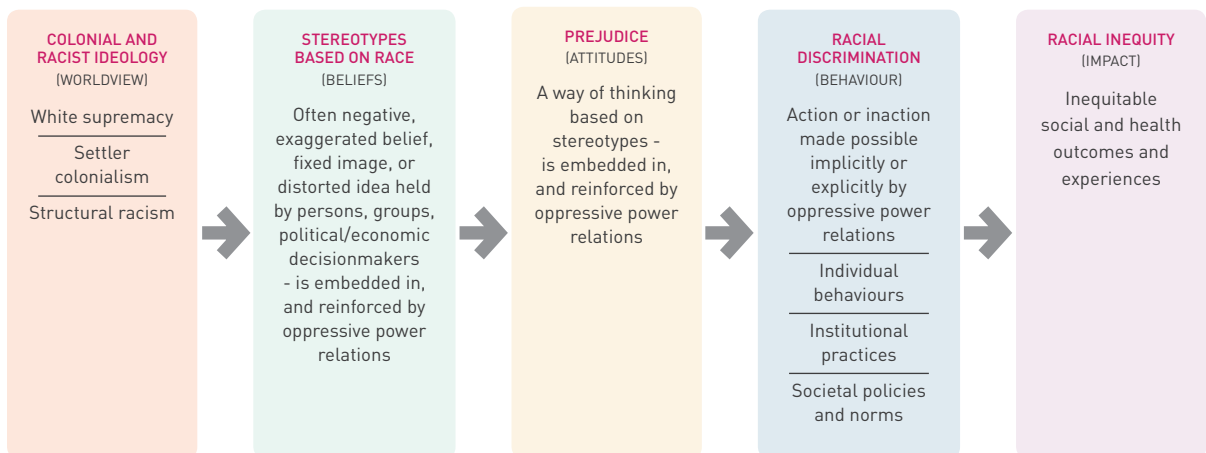 COLONIAL AND
RACIST IDEOLOGY
(WORLDVIEW)
White supremacy
Settler
colonialism
Structural racism
STEREOTYPES
BASED ON RACE
(BELIEFS)
Often negative,
exaggerated belief,
fixed image, or
distorted idea held
by persons, groups,
political/economic
decisionmakers
- is embedded in,
and reinforced by
oppressive power
relations
PREJUDICE
(ATTITUDES)
A way of thinking
based on
stereotypes -
is embedded in,
and reinforced by
oppressive power
relations
RACIAL
DISCRIMINATION
(BEHAVIOUR)
Action or inaction
made possible
implicitly or
explicitly by
oppressive power
relations
Individual
behaviours
Institutional
practices
Societal policies
and norms
RACIAL INEQUITY
(IMPACT)
Inequitable
social and health
outcomes and
experiences